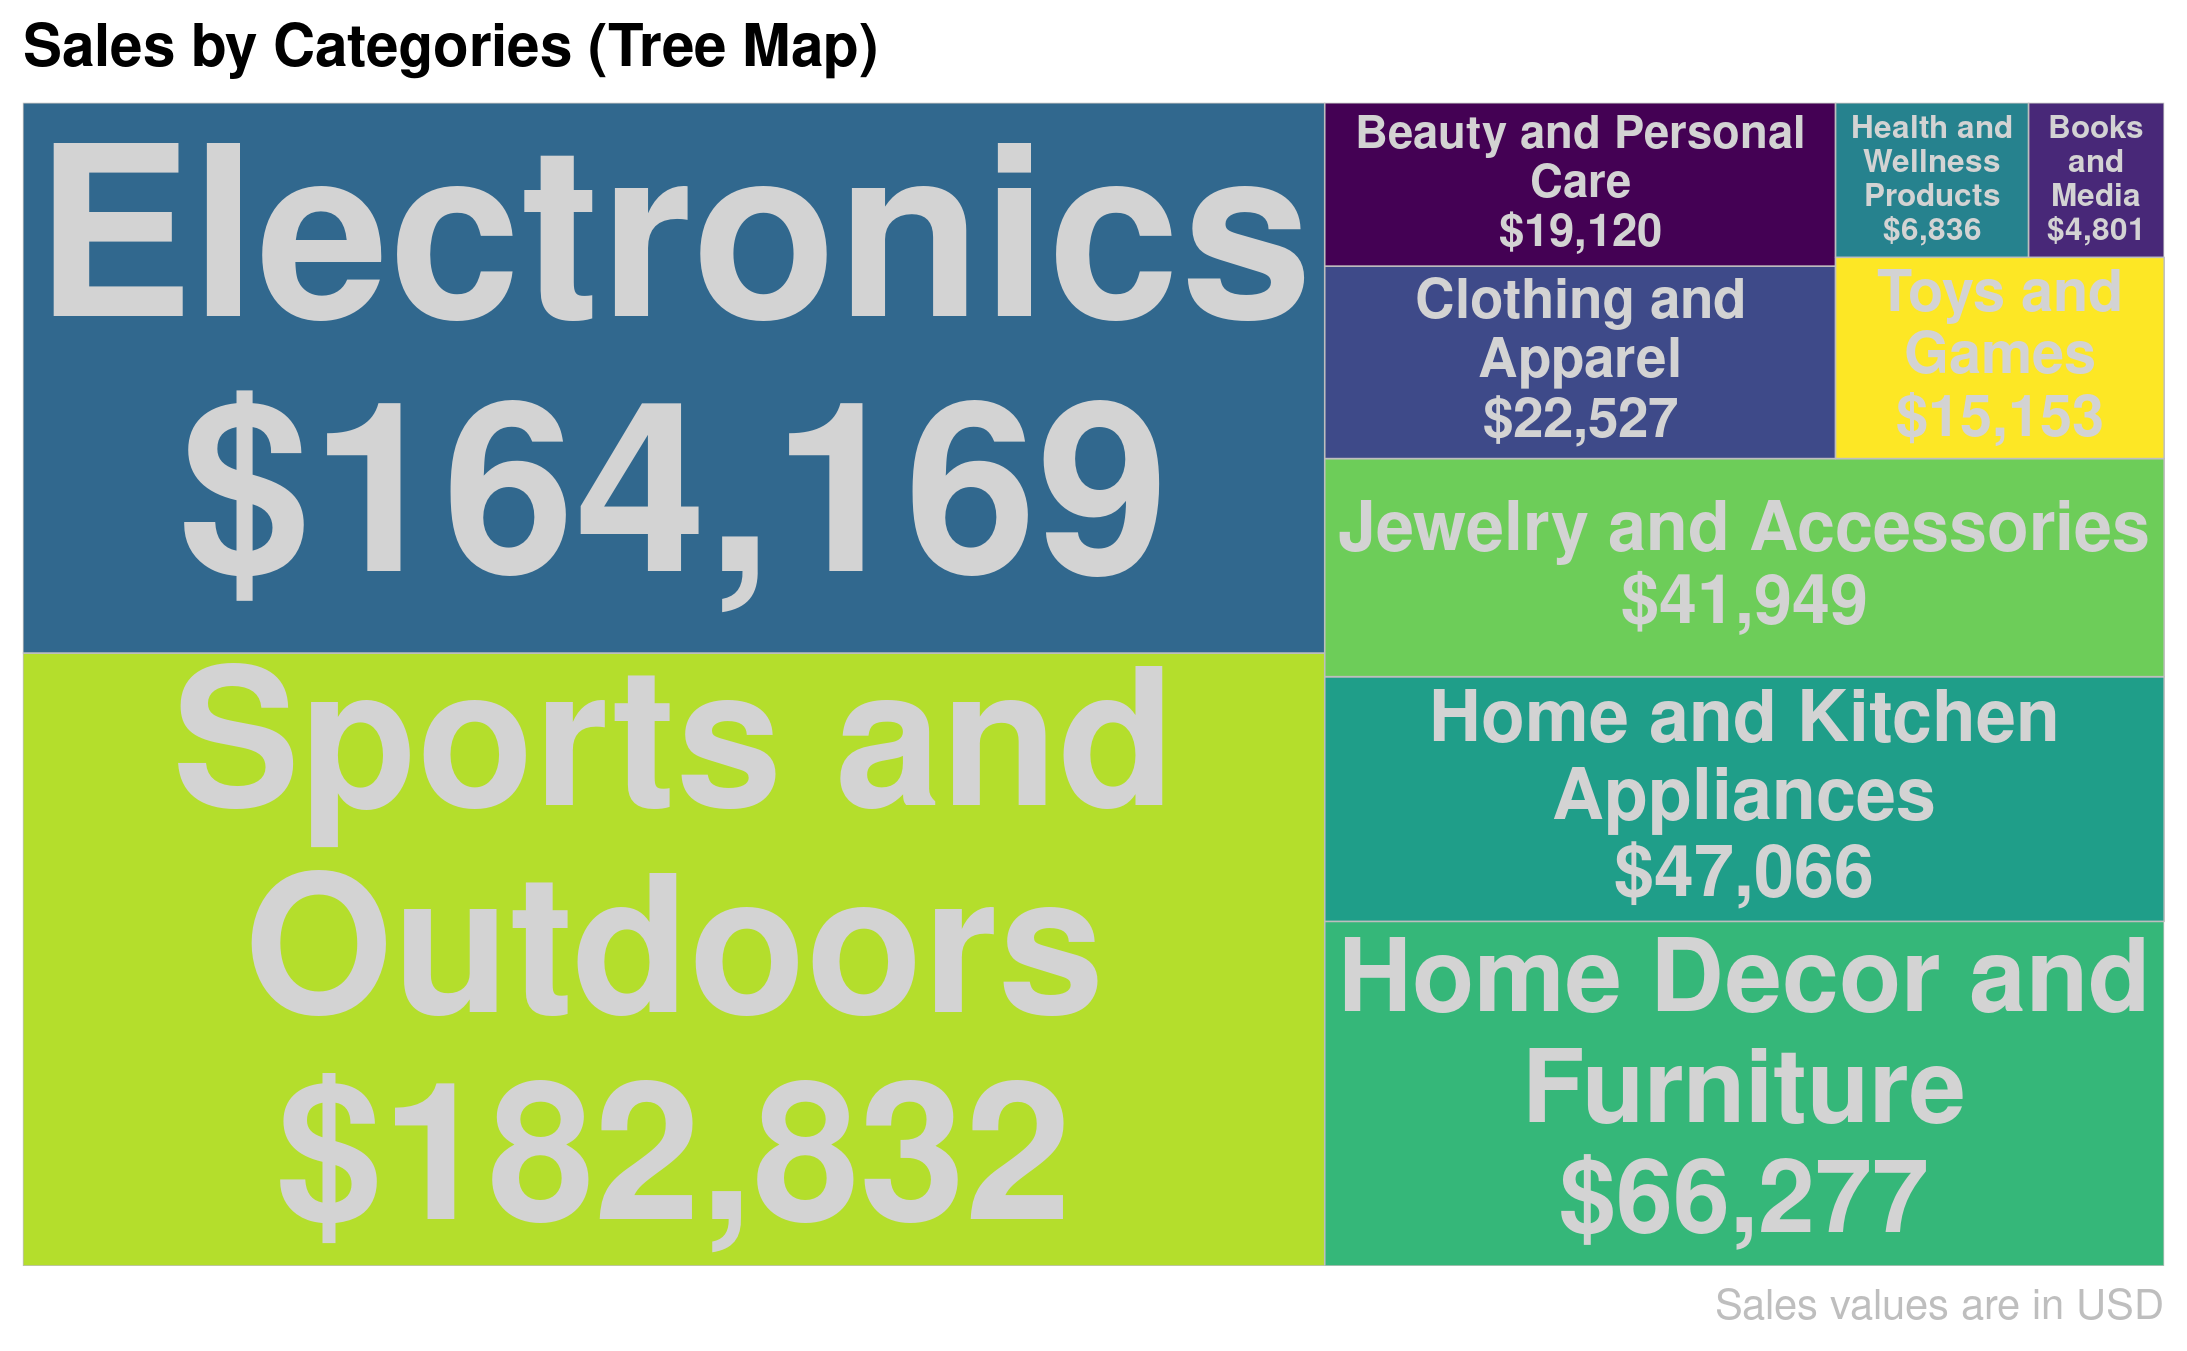 Sales by Categories (Tree Map)
Electronics
$164,169
Sports and
Outdoors
$182,832
Beauty and Personal
Care
$19,120
Health and
Wellness
Products
$6,836
Books
and
Media
$4,801
Clothing and
Apparel
$22,527
Toys and
Games
$15,153
Jewelry and Accessories
$41,949
Home and Kitchen
Appliances
$47,066
Home Decor and
Furniture
$66,277
Sales values are in USD